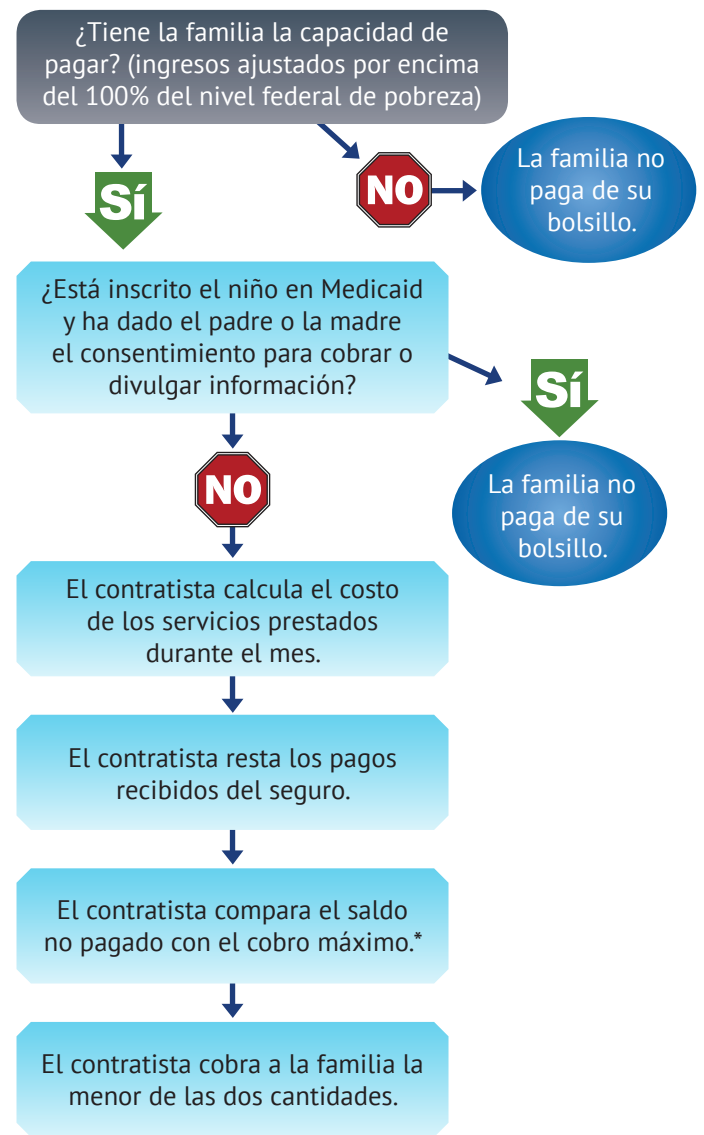 ¿Tiene la familia la capacidad de
pagar? (ingresos ajustados por encima
del 100% del nivel federal de pobreza)
NO
La familia no
paga de su
bolsillo.
Sí
¿Está inscrito el niño en Medicaid
y ha dado el padre o la madre
el consentimiento para cobrar o
divulgar información?
Sí
La familia no
paga de su
bolsillo.
NO
El contratista calcula el costo
de los servicios prestados
durante el mes.
El contratista resta los pagos
recibidos del seguro.
El contratista compara el saldo
no pagado con el cobro máximo.*
El contratista cobra a la familia la
menor de las dos cantidades.